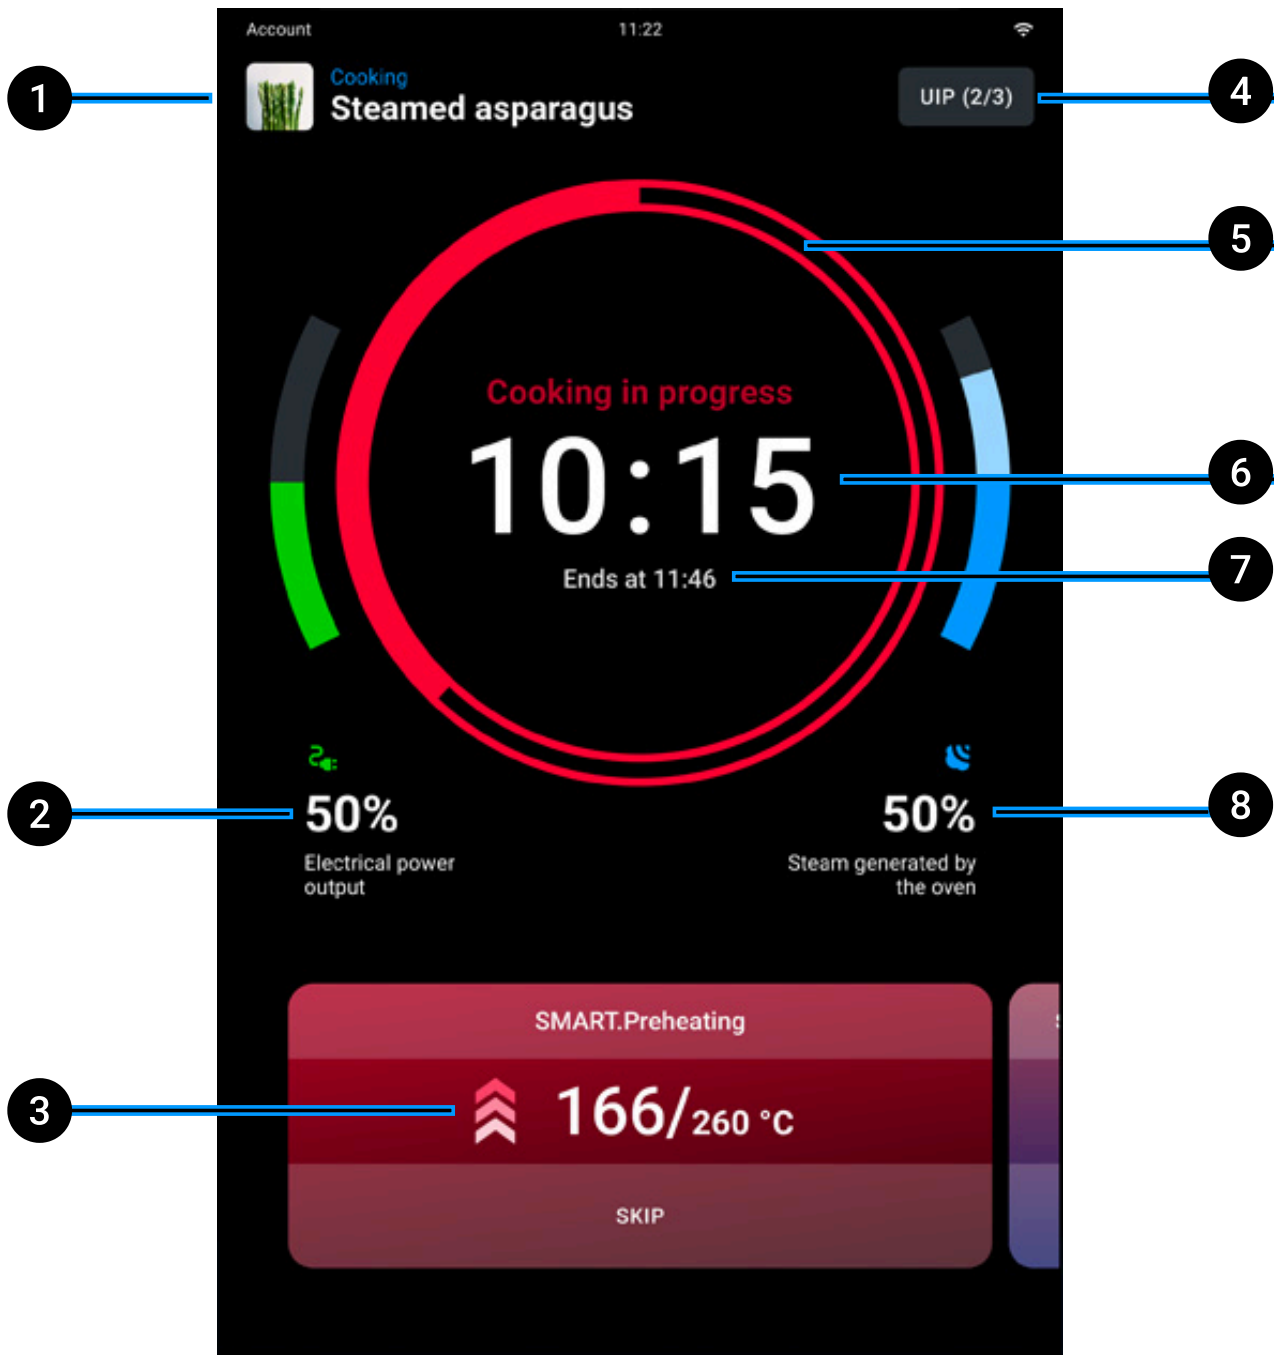 Account
11:22
1
Cooking
Steamed asparagus
UIP (2/3)
4
5
Cooking in progress
10:15
6
Ends at 11:46
7
2
50%
Electrical power
output
50%
8
Steam generated by
the oven
SMART.Preheating
3
166/260 °C
SKIP